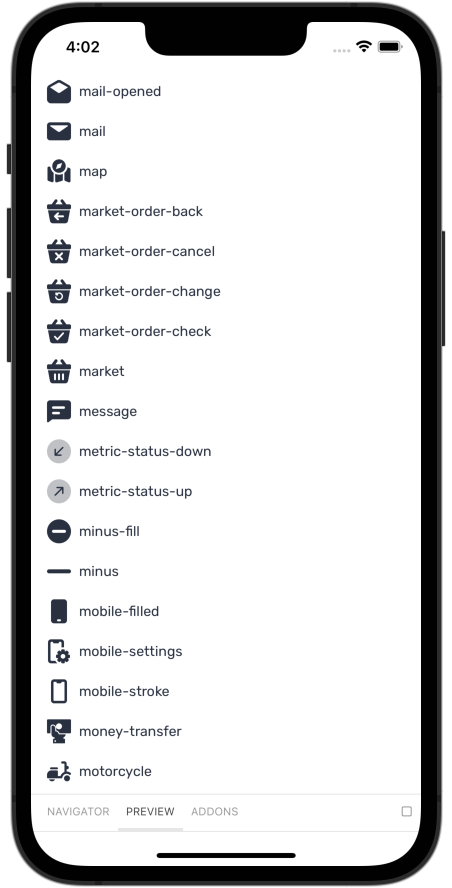 4:02
mail-opened
mail
map
market-order-back
market-order-cancel
market-order-change
market-order-check
market
message
metric-status-down
metric-status-up
minus-fill
minus
mobile-filled
mobile-settings
mobile-stroke
money-transfer
motorcycle
NAVIGATOR PREVIEW ADDONS